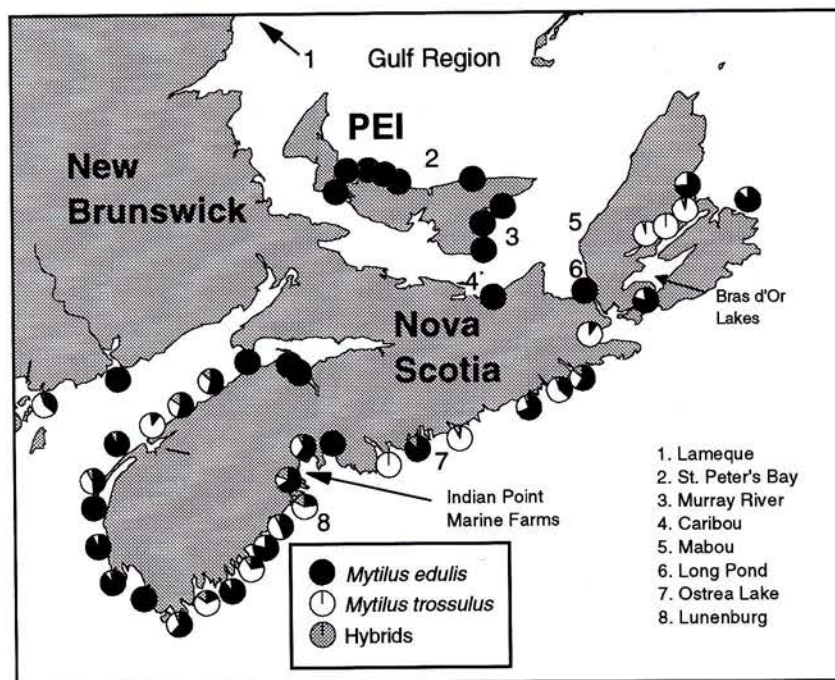 1
Gulf Region
PEI
2
New
Brunswick
3
5
4
6
Bras d'Or
Lakes
Nova
Scotia
7
Indian Point
Marine Farms
8
Mytilus edulis
Mytilus trossulus
Hybrids
1. Lameque
2. St. Peter's Bay
3. Murray River
4. Caribou
5. Mabou
6. Long Pond
7. Ostrea Lake
8. Lunenburg